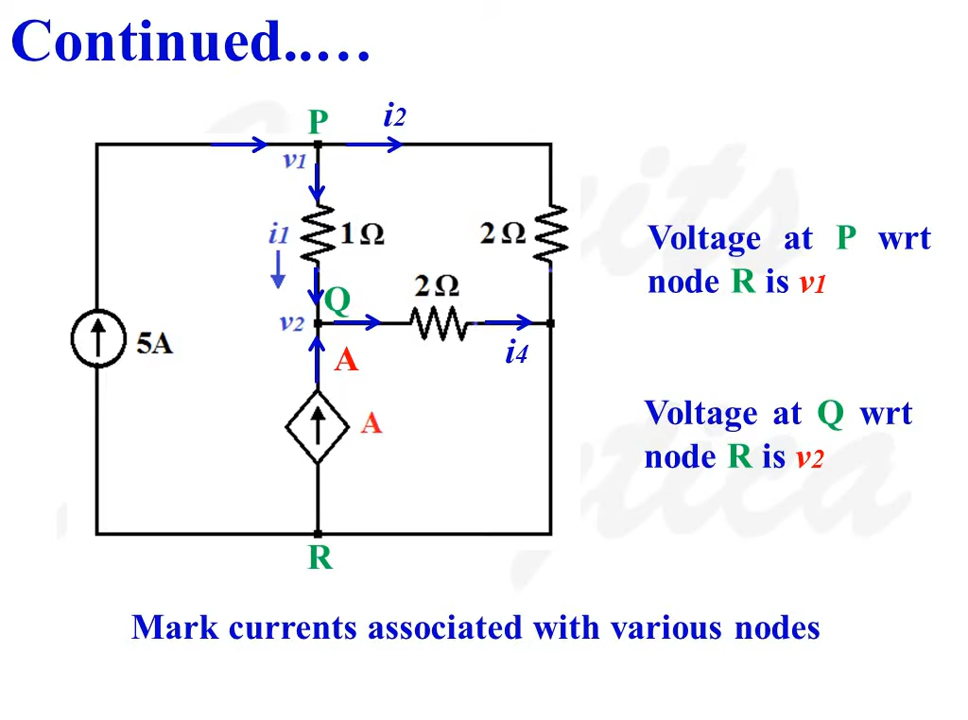 Continued..…
P
i2
v1
i1
1Ω
2Ω
Voltage at P wrt
node R is v1
2Ω
Q
v2
5A
A
i4
A
Voltage at Q wrt
node R is v2
R
Mark currents associated with various nodes